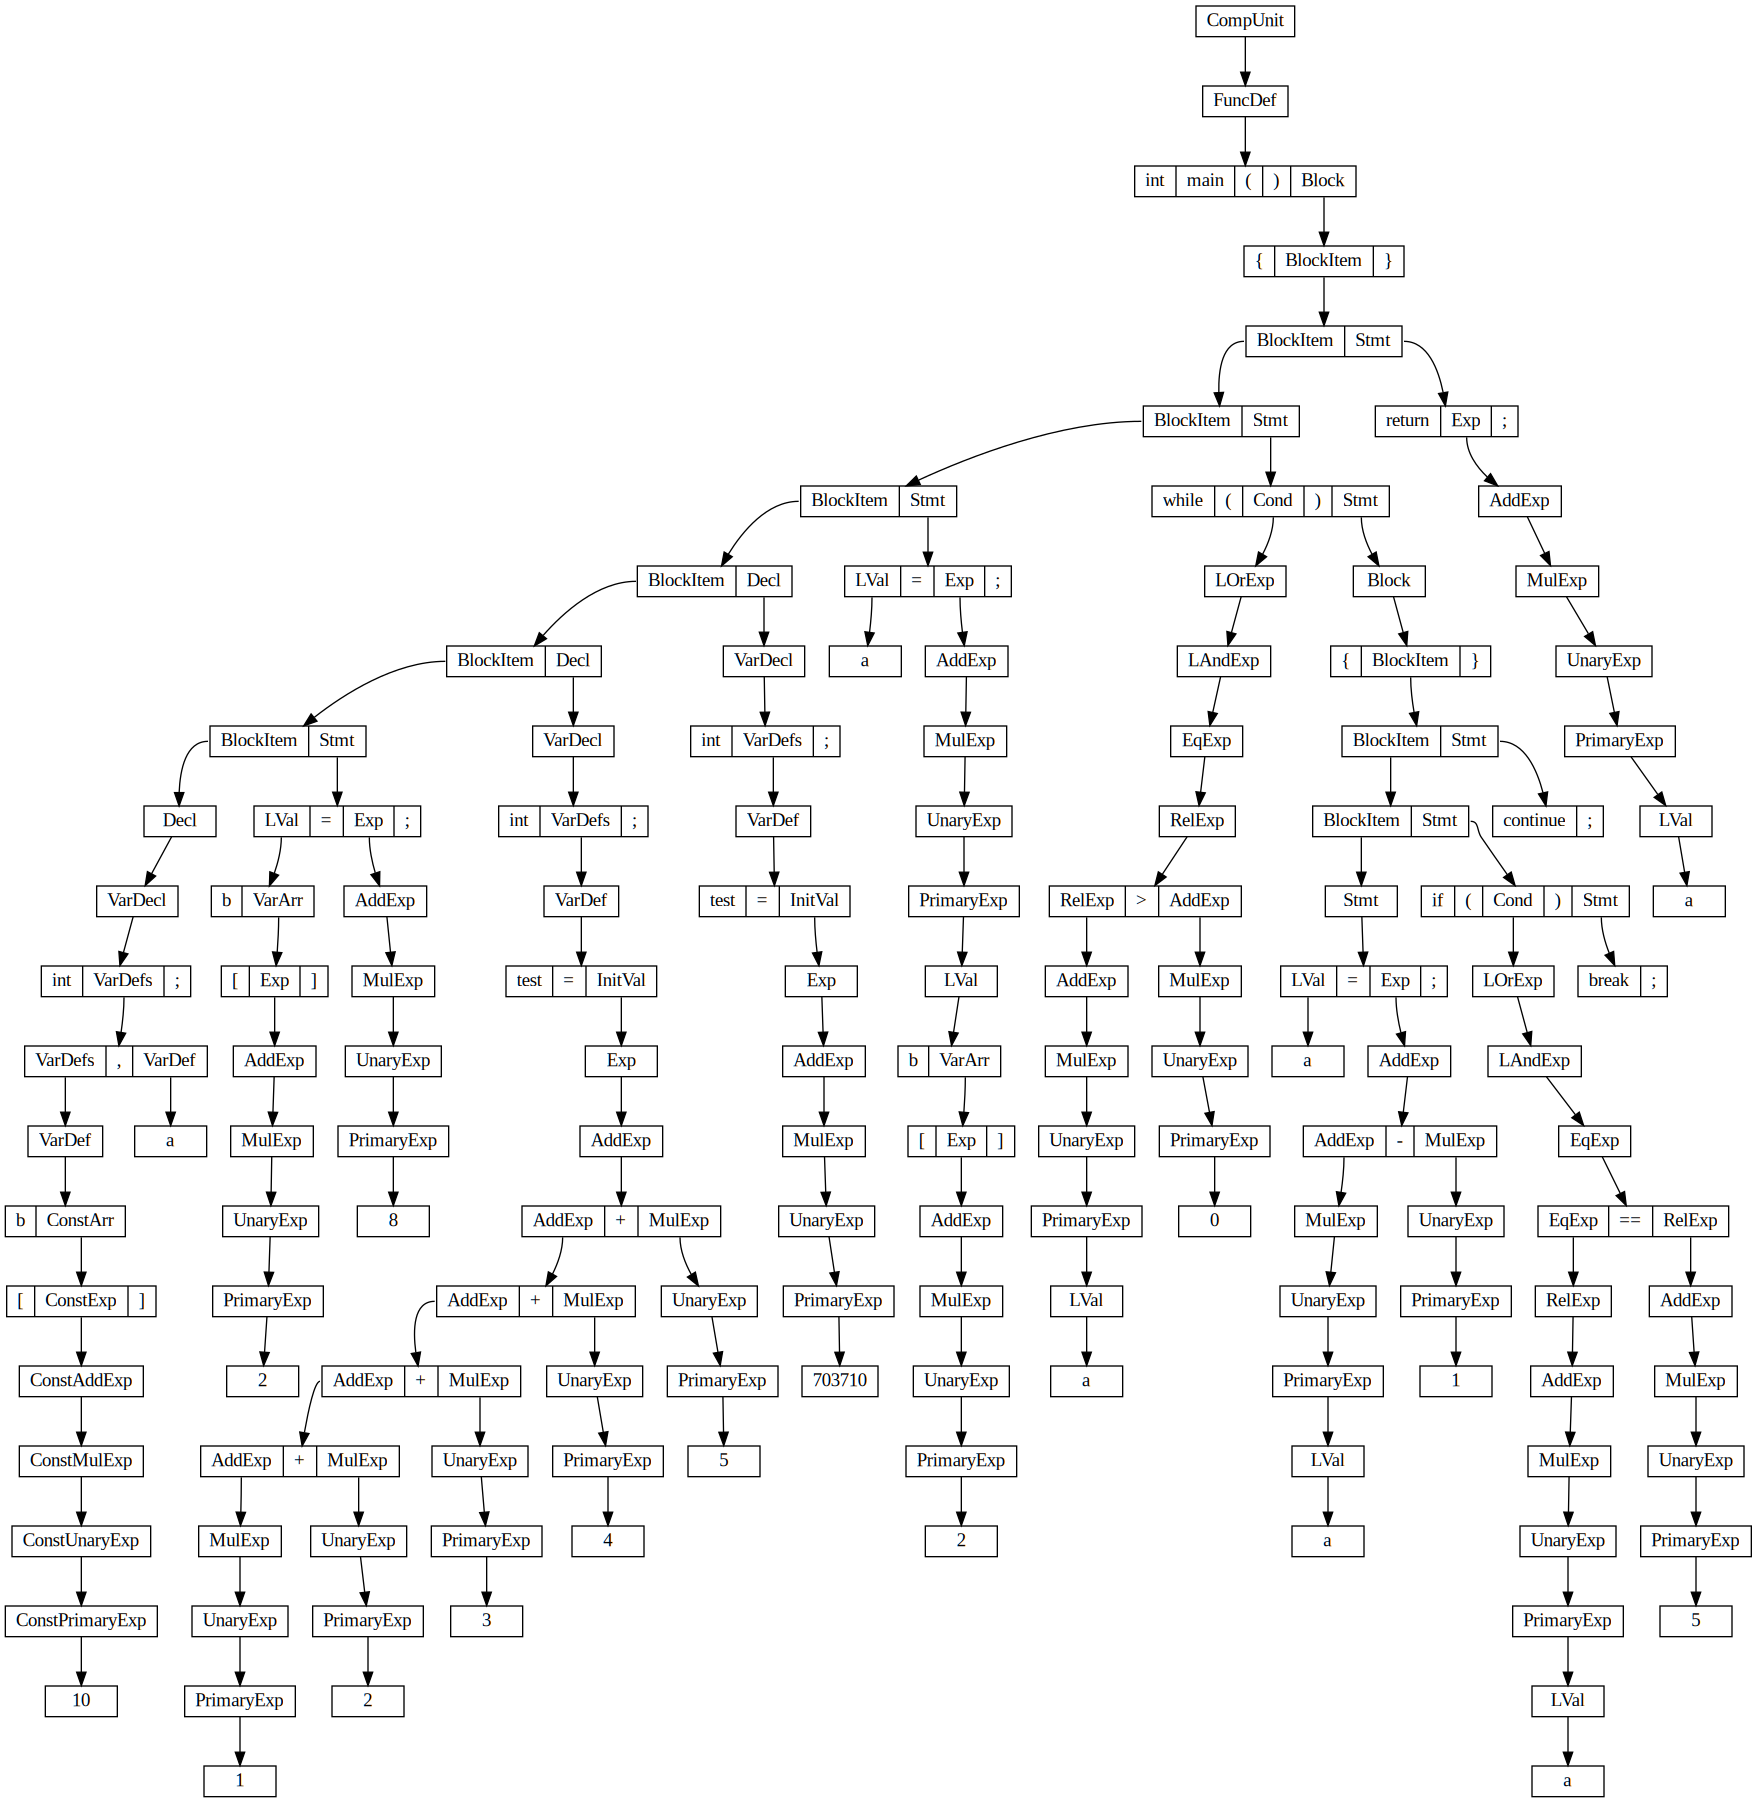 CompUnit
FuncDef
int main ( ) Block
{ BlockItem }
BlockItem Stmt
BlockItem Stmt return Exp ;
BlockItem Stmt while ( Cond ) Stmt AddExp
BlockItem Decl LVal = Exp ; LOrExp Block MulExp
BlockItem Decl VarDecl a AddExp LAndExp { BlockItem } UnaryExp
BlockItem Stmt VarDecl int VarDefs ; MulExp EqExp BlockItem Stmt PrimaryExp
Decl LVal = Exp ; int VarDefs ; VarDef UnaryExp RelExp BlockItem Stmt continue ; LVal
VarDecl b VarArr AddExp VarDef test = InitVal PrimaryExp RelExp > AddExp Stmt if ( Cond ) Stmt a
int VarDefs ; [ Exp ] MulExp test = InitVal Exp LVal AddExp MulExp LVal = Exp ; LOrExp break ;
VarDefs , VarDef AddExp UnaryExp Exp AddExp b VarArr MulExp UnaryExp a AddExp LAndExp
VarDef a MulExp PrimaryExp AddExp MulExp [ Exp ] UnaryExp PrimaryExp AddExp - MulExp EqExp
b ConstArr UnaryExp 8 AddExp + MulExp UnaryExp AddExp PrimaryExp 0 MulExp UnaryExp EqExp == RelExp
[ ConstExp ] PrimaryExp AddExp + MulExp UnaryExp PrimaryExp MulExp LVal UnaryExp PrimaryExp RelExp AddExp
ConstAddExp 2 AddExp + MulExp UnaryExp PrimaryExp 703710 UnaryExp a PrimaryExp 1 AddExp MulExp
ConstMulExp AddExp + MulExp UnaryExp PrimaryExp 5 PrimaryExp LVal MulExp UnaryExp
ConstUnaryExp MulExp UnaryExp PrimaryExp 4 2 a UnaryExp PrimaryExp
ConstPrimaryExp UnaryExp PrimaryExp 3 PrimaryExp 5
10 PrimaryExp 2 LVal
1 a